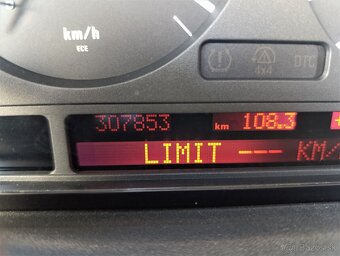 km/h
ECE
4x4
DTC
307853 km 108.3 +
LIMIT --- KM/